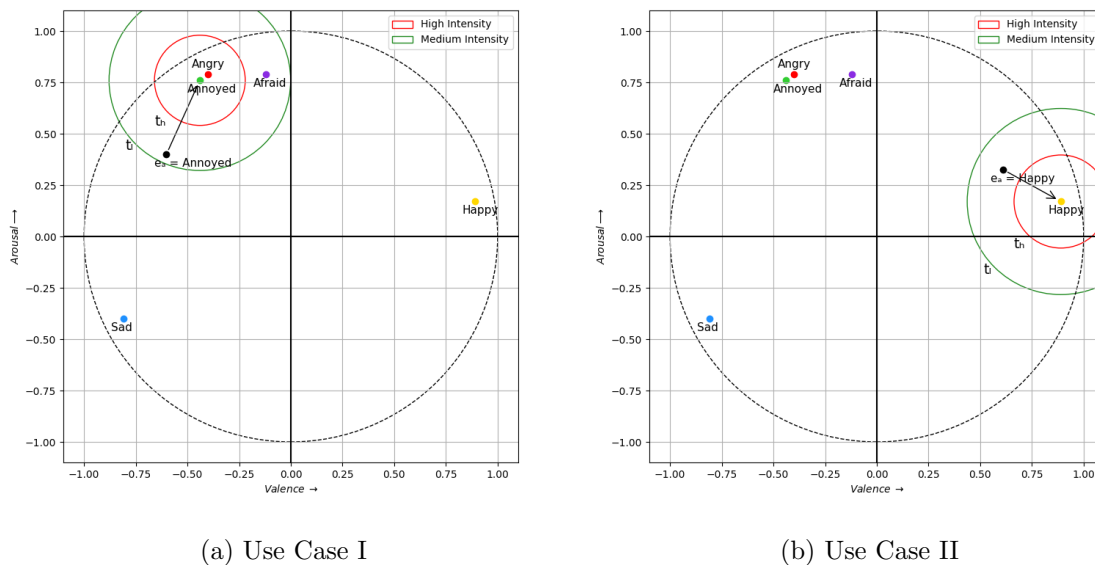 High Intensity
Medium Intensity
1.00
0.75
0.50
0.25
0.00
−0.25
−0.50
−0.75
−1.00
Arousal →
Angry
Annoyed
Afraid
tₕ
tₗ
eₐ = Annoyed
Happy
Sad
−1.00 −0.75 −0.50 −0.25 0.00 0.25 0.50 0.75 1.00
Valence →
(a) Use Case I
High Intensity
Medium Intensity
1.00
0.75
0.50
0.25
0.00
−0.25
−0.50
−0.75
−1.00
Arousal →
Angry
Annoyed
Afraid
eₐ = Happy
Happy
tₕ
tₗ
Sad
−1.00 −0.75 −0.50 −0.25 0.00 0.25 0.50 0.75 1.00
Valence →
(b) Use Case II